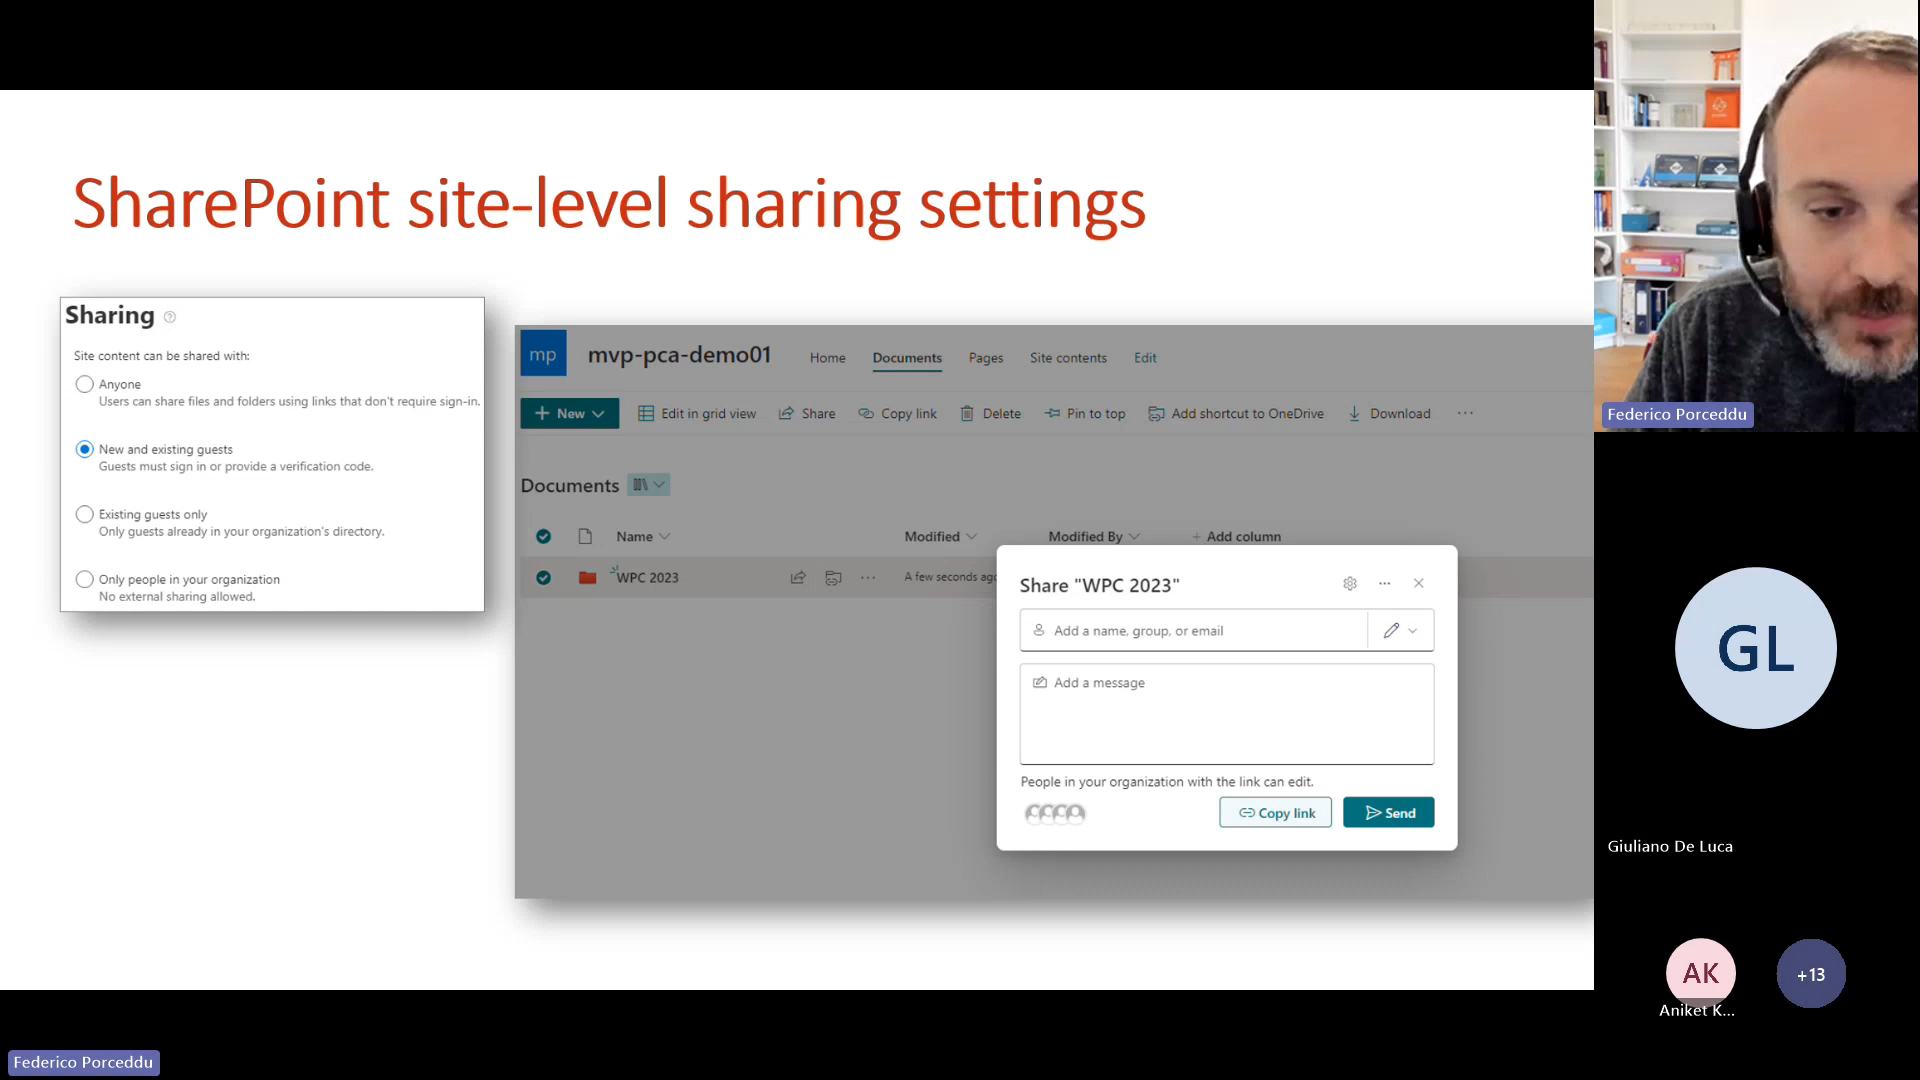 SharePoint site-level sharing settings
Sharing
Site content can be shared with:
Anyone
Users can share files and folders using links that don't require sign-in.
New and existing guests
Guests must sign in or provide a verification code.
Existing guests only
Only guests already in your organization's directory.
Only people in your organization
No external sharing allowed.
mp mvp-pca-demo01 Home Documents Pages Site contents Edit
New Edit in grid view Share Copy link Delete Pin to top Add shortcut to OneDrive Download
Documents
Name Modified Modified By + Add column
WPC 2023 A few seconds ago
Share "WPC 2023"
Add a name, group, or email
Add a message
People in your organization with the link can edit.
Copy link Send
Federico Porceddu
GL
Giuliano De Luca
AK +13
Aniket K...
Federico Porceddu